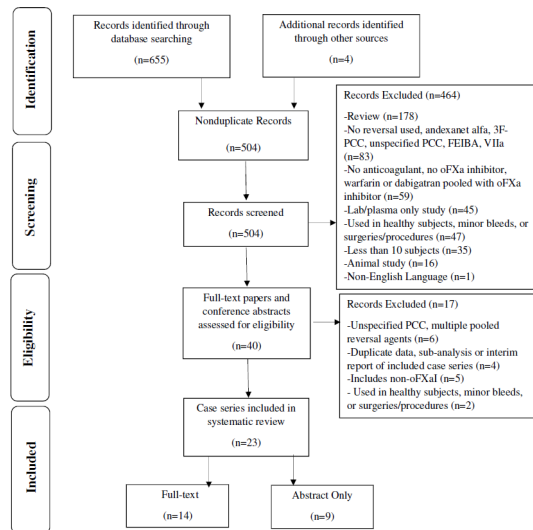 Identification
Records identified through
database searching
(n=655)
Additional records identified
through other sources
(n=4)
Nonduplicate Records
(n=504)
Records Excluded (n=464)
-Review (n=178)
-No reversal used, andexanet alfa, 3F-
PCC, unspecified PCC, FEIBA, VIIa
(n=83)
-No anticoagulant, no oFXa inhibitor,
warfarin or dabigatran pooled with oFXa
inhibitor (n=59)
-Lab/plasma only study (n=45)
-Used in healthy subjects, minor bleeds, or
surgeries/procedures (n=47)
-Less than 10 subjects (n=35)
-Animal study (n=16)
-Non-English Language (n=1)
Screening
Records screened
(n=504)
Eligibility
Full-text papers and
conference abstracts
assessed for eligibility
(n=40)
Records Excluded (n=17)
-Unspecified PCC, multiple pooled
reversal agents (n=6)
-Duplicate data, sub-analysis or interim
report of included case series (n=4)
-Includes non-oFXaI (n=5)
- Used in healthy subjects, minor bleeds,
or surgeries/procedures (n=2)
Included
Case series included in
systematic review
(n=23)
Full-text
(n=14)
Abstract Only
(n=9)